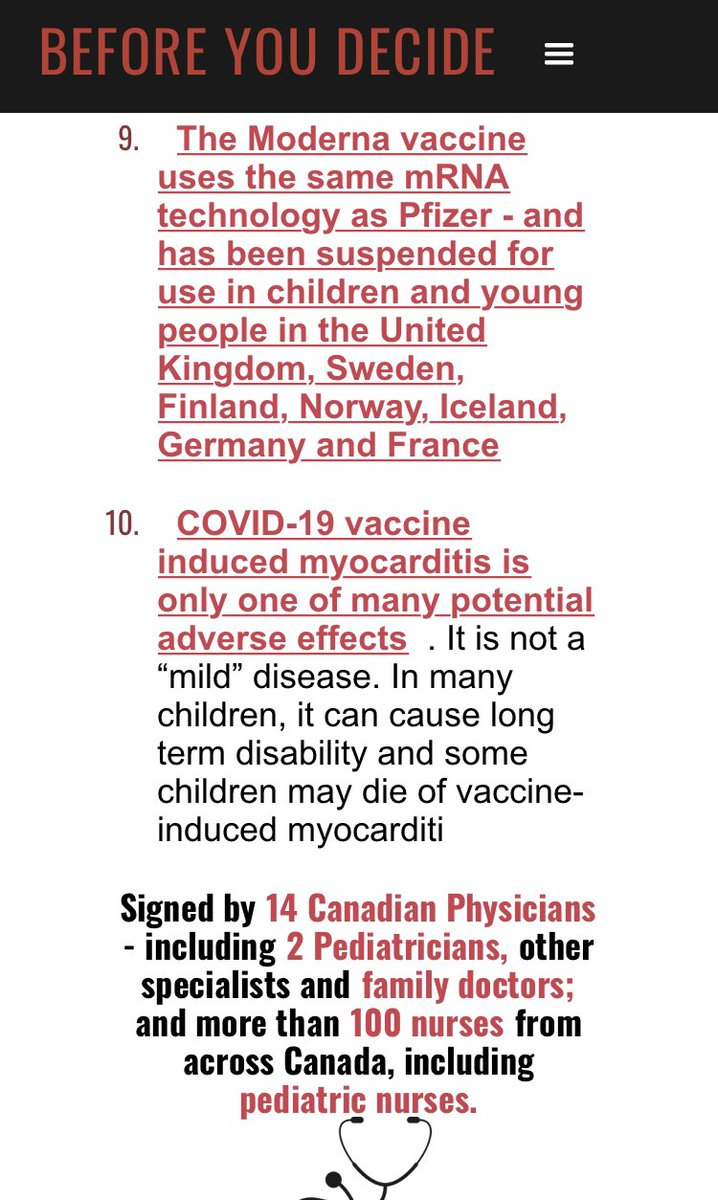 BEFORE YOU DECIDE
9. The Moderna vaccine
uses the same mRNA
technology as Pfizer - and
has been suspended for
use in children and young
people in the United
Kingdom, Sweden,
Finland, Norway, Iceland,
Germany and France
10. COVID-19 vaccine
induced myocarditis is
only one of many potential
adverse effects . It is not a
“mild” disease. In many
children, it can cause long
term disability and some
children may die of vaccine-
induced myocarditi
Signed by 14 Canadian Physicians
- including 2 Pediatricians, other
specialists and family doctors;
and more than 100 nurses from
across Canada, including
pediatric nurses.